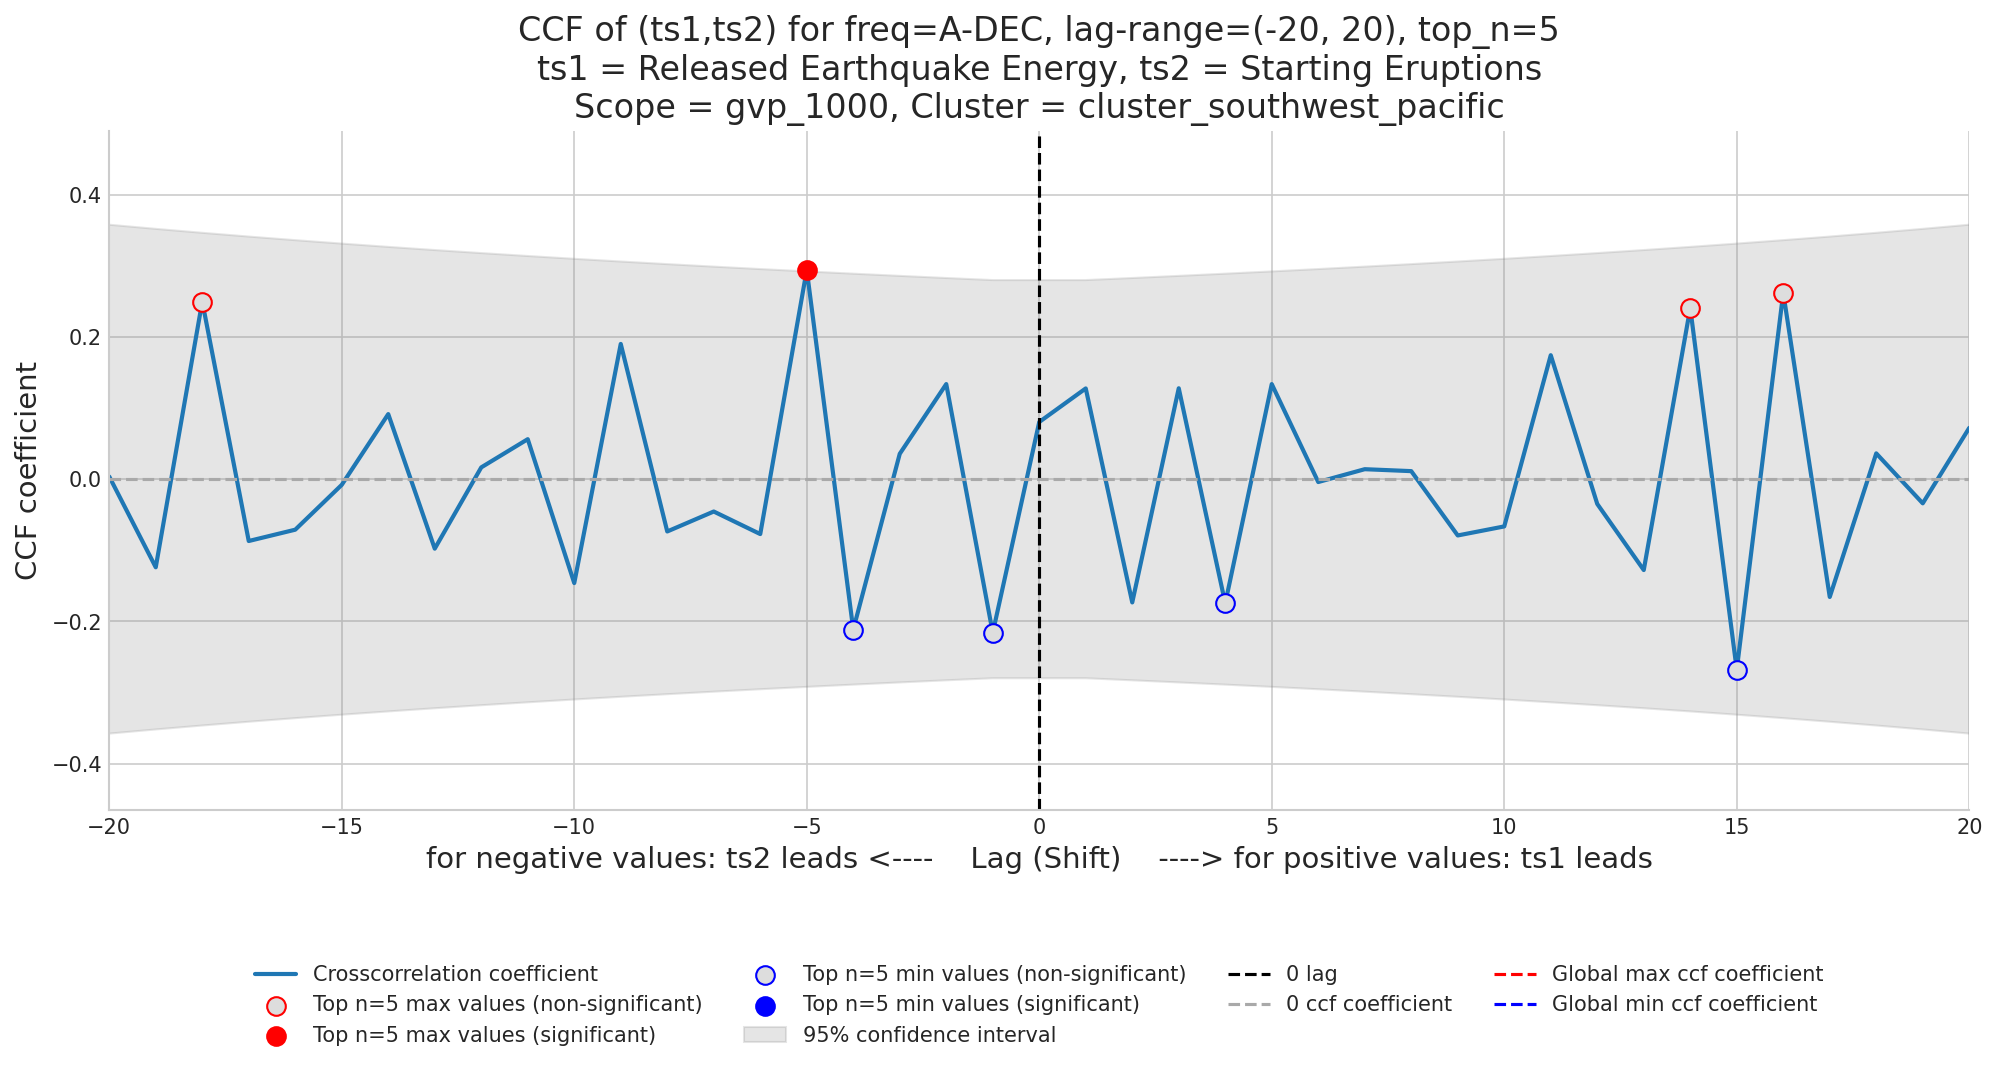 CCF of (ts1,ts2) for freq=A-DEC, lag-range=(-20, 20), top_n=5
ts1 = Released Earthquake Energy, ts2 = Starting Eruptions
Scope = gvp_1000, Cluster = cluster_southwest_pacific
CCF coefficient
0.4
0.2
0.0
−0.2
−0.4
−20
−15
−10
−5
0
5
10
15
20
for negative values: ts2 leads <---- Lag (Shift) ----> for positive values: ts1 leads
Crosscorrelation coefficient
Top n=5 max values (non-significant)
Top n=5 max values (significant)
Top n=5 min values (non-significant)
Top n=5 min values (significant)
95% confidence interval
0 lag
0 ccf coefficient
Global max ccf coefficient
Global min ccf coefficient